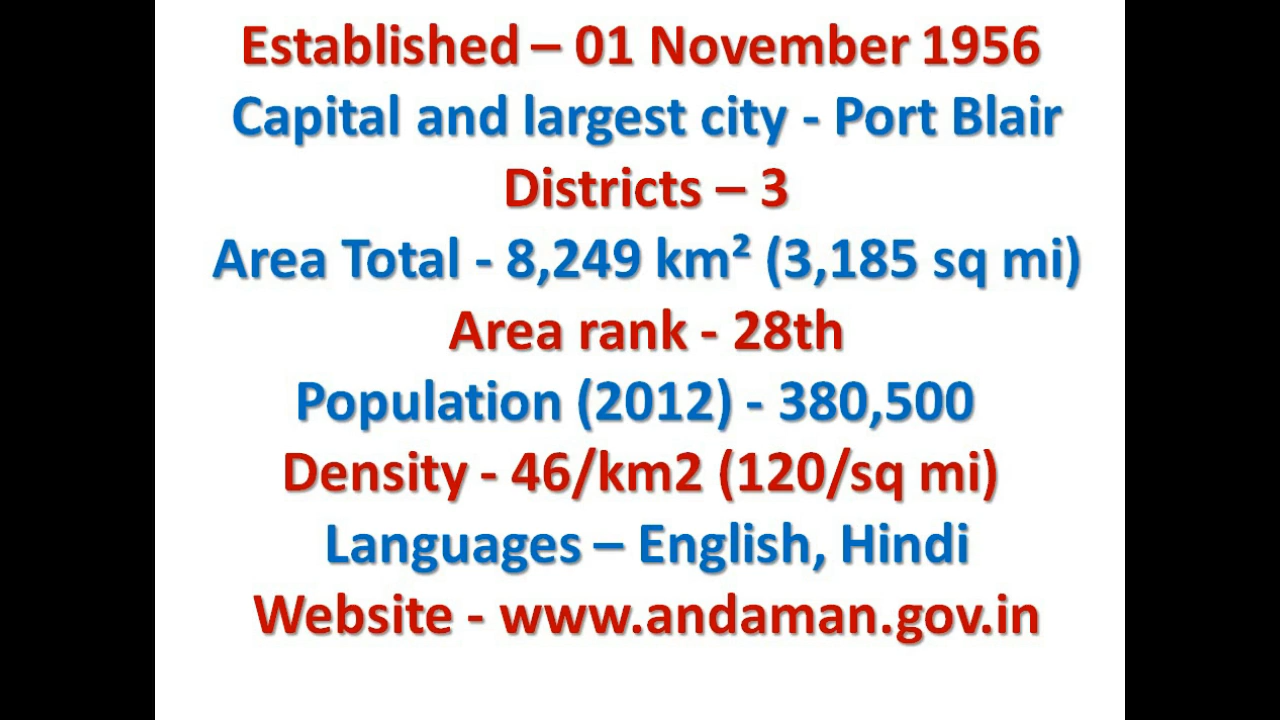 Established – 01 November 1956
Capital and largest city - Port Blair
Districts – 3
Area Total - 8,249 km² (3,185 sq mi)
Area rank - 28th
Population (2012) - 380,500
Density - 46/km2 (120/sq mi)
Languages – English, Hindi
Website - www.andaman.gov.in